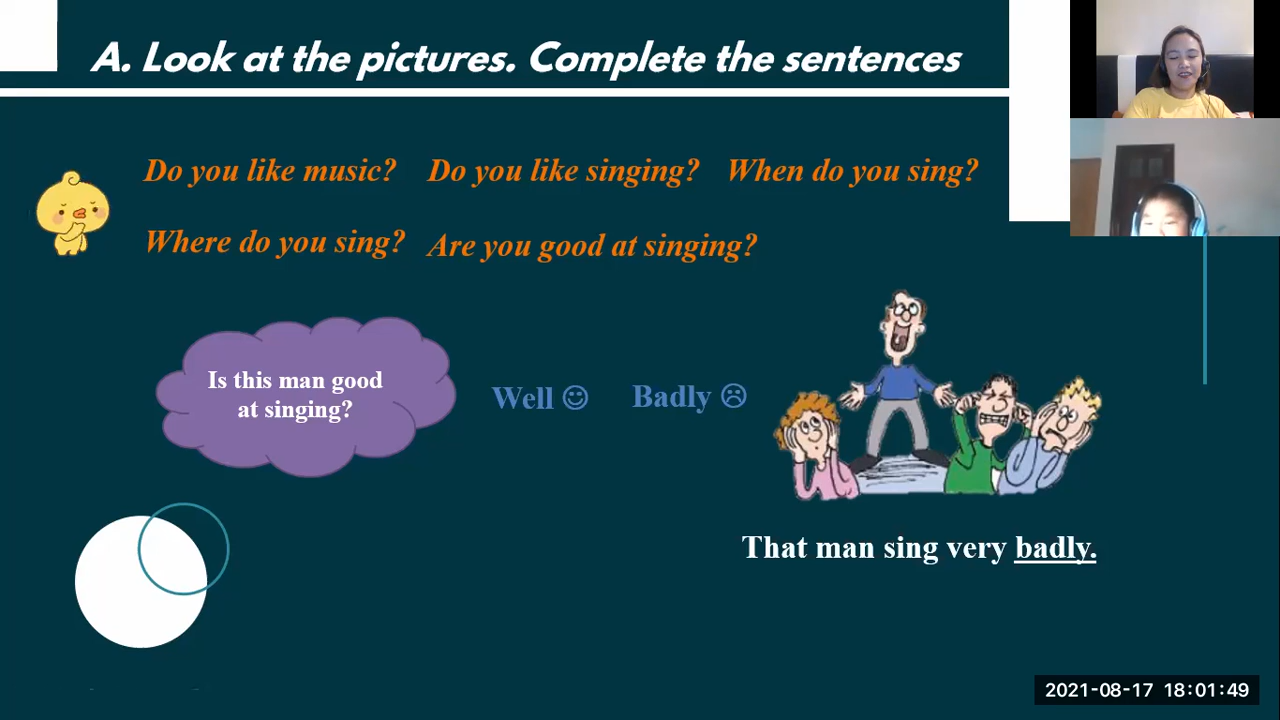 A. Look at the pictures. Complete the sentences
Do you like music? Do you like singing? When do you sing?
Where do you sing? Are you good at singing?
Is this man good
at singing?
Well ☺ Badly ☹
That man sing very badly.
2021-08-17 18:01:49